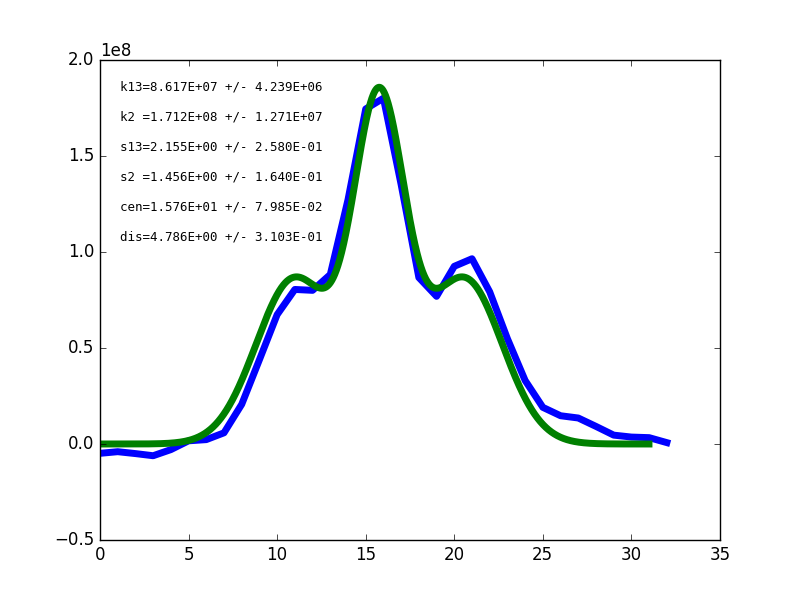 1e8
2.0
k13=8.617E+07 +/- 4.239E+06
k2 =1.712E+08 +/- 1.271E+07
s13=2.155E+00 +/- 2.580E-01
1.5
s2 =1.456E+00 +/- 1.640E-01
cen=1.576E+01 +/- 7.985E-02
dis=4.786E+00 +/- 3.103E-01
1.0
0.5
0.0
−0.5
0 5 10 15 20 25 30 35